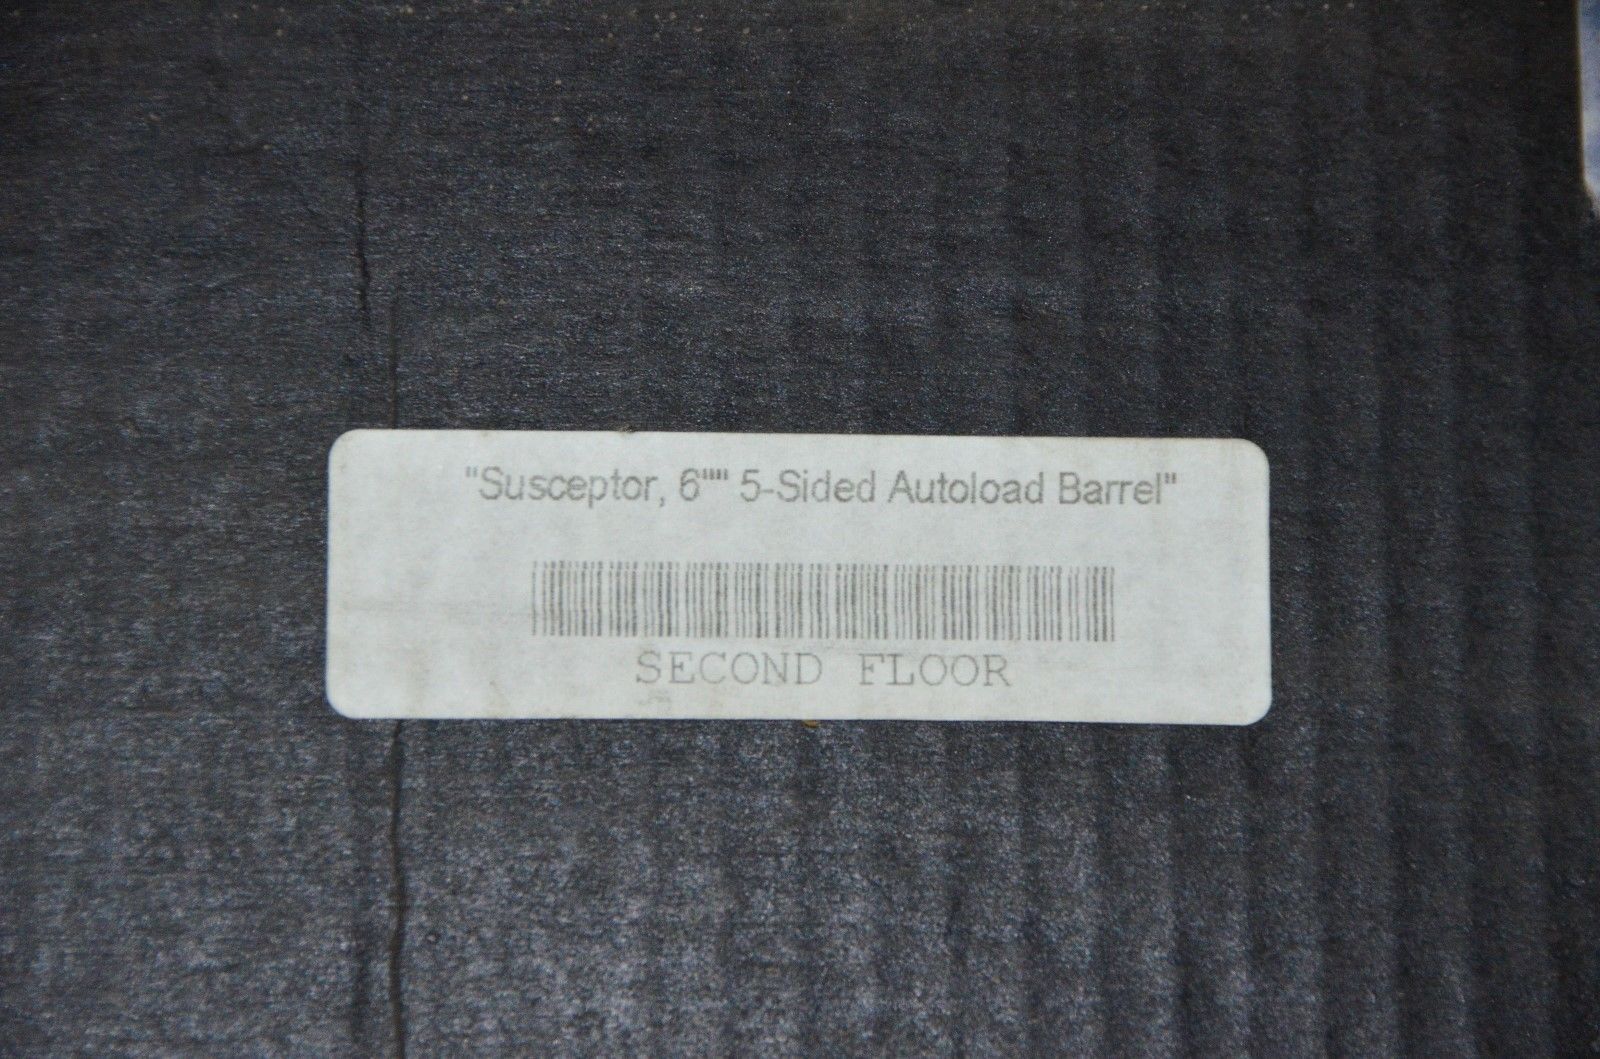 "Susceptor, 6"" 5-Sided Autoload Barrel"
SECOND FLOOR